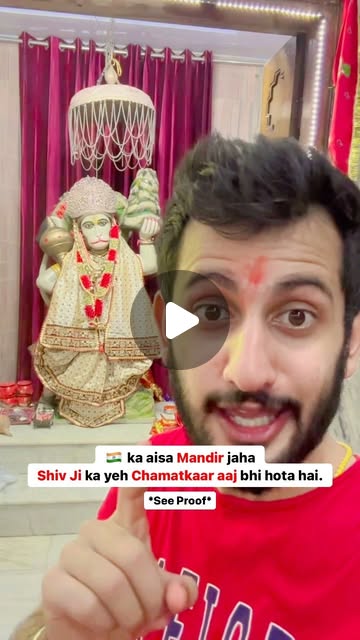 🇮🇳 ka aisa Mandir jaha
Shiv Ji ka yeh Chamatkaar aaj bhi hota hai.
*See Proof*